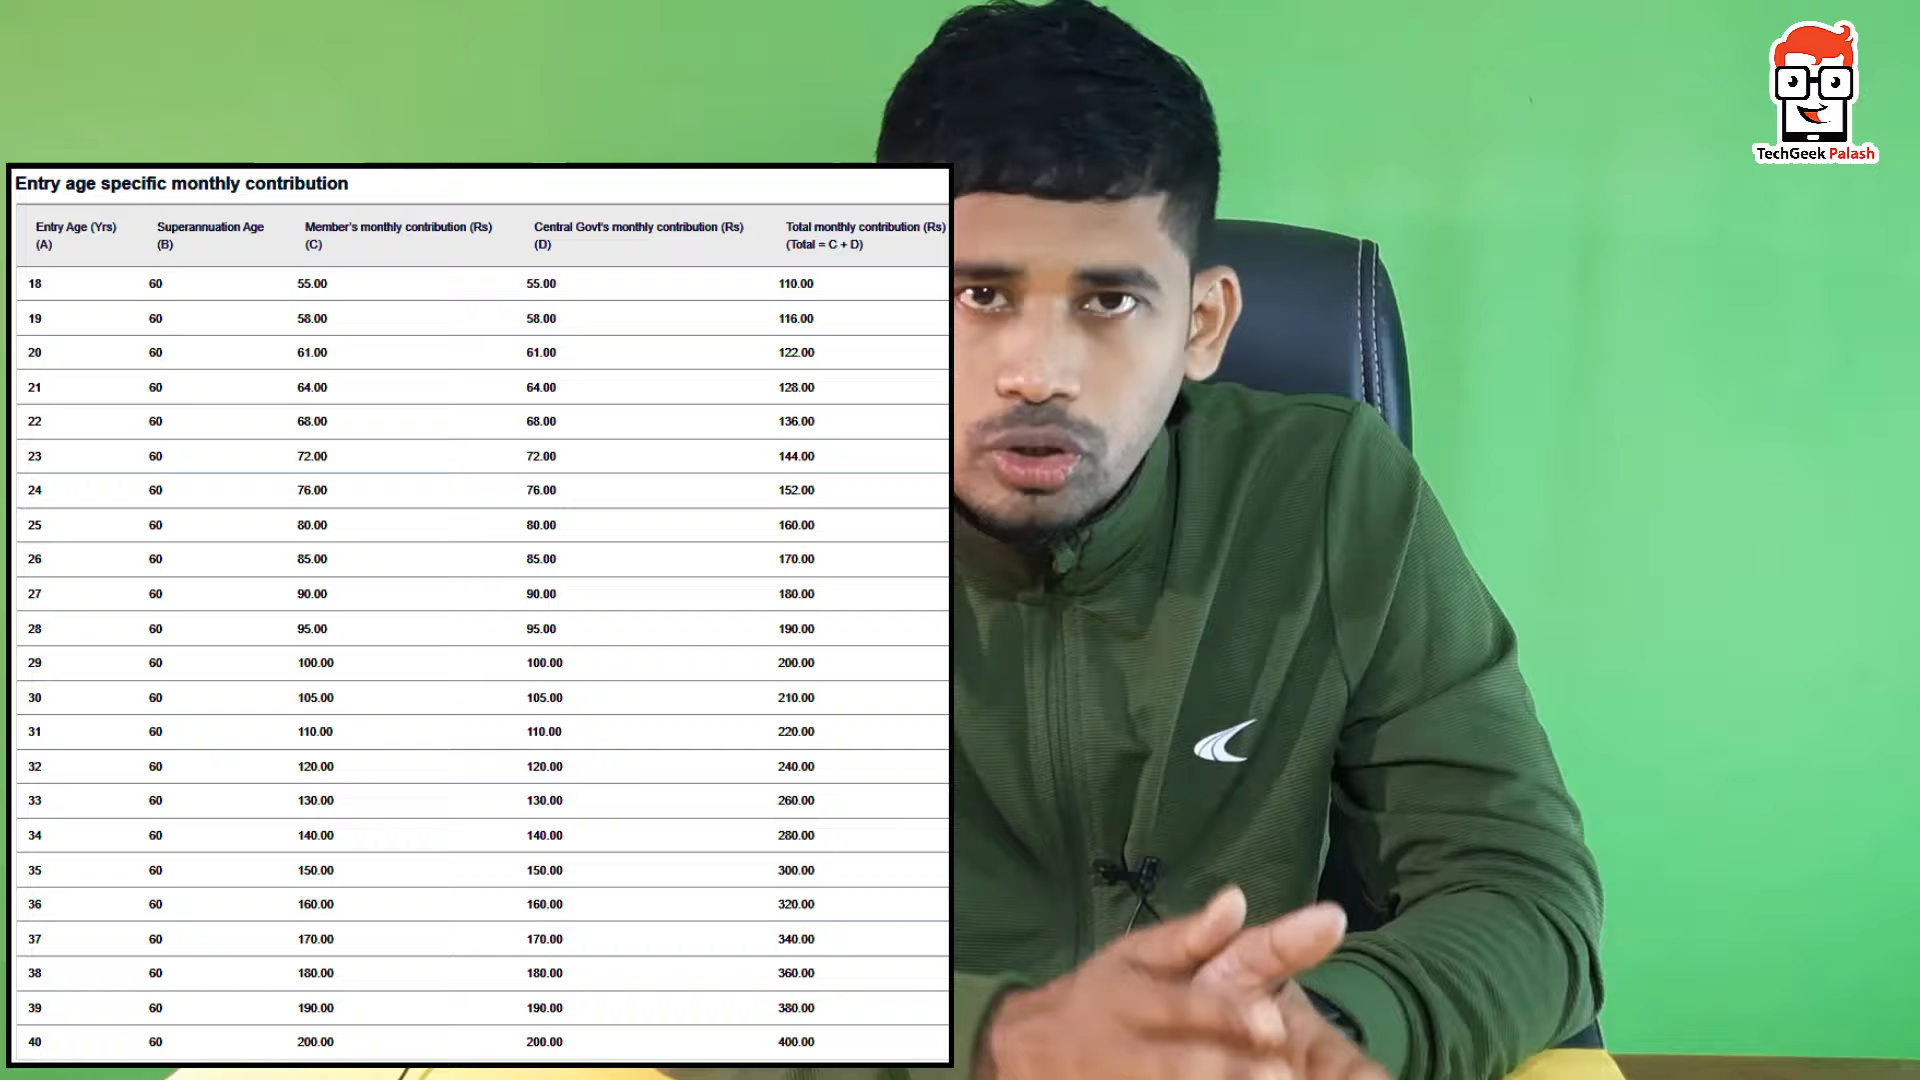 TechGeek Palash
Entry age specific monthly contribution
Entry Age (Yrs) (A) Superannuation Age (B) Member's monthly contribution (Rs) (C) Central Govt's monthly contribution (Rs) (D) Total monthly contribution (Rs) (Total = C + D)
18 60 55.00 55.00 110.00
19 60 58.00 58.00 116.00
20 60 61.00 61.00 122.00
21 60 64.00 64.00 128.00
22 60 68.00 68.00 136.00
23 60 72.00 72.00 144.00
24 60 76.00 76.00 152.00
25 60 80.00 80.00 160.00
26 60 85.00 85.00 170.00
27 60 90.00 90.00 180.00
28 60 95.00 95.00 190.00
29 60 100.00 100.00 200.00
30 60 105.00 105.00 210.00
31 60 110.00 110.00 220.00
32 60 120.00 120.00 240.00
33 60 130.00 130.00 260.00
34 60 140.00 140.00 280.00
35 60 150.00 150.00 300.00
36 60 160.00 160.00 320.00
37 60 170.00 170.00 340.00
38 60 180.00 180.00 360.00
39 60 190.00 190.00 380.00
40 60 200.00 200.00 400.00